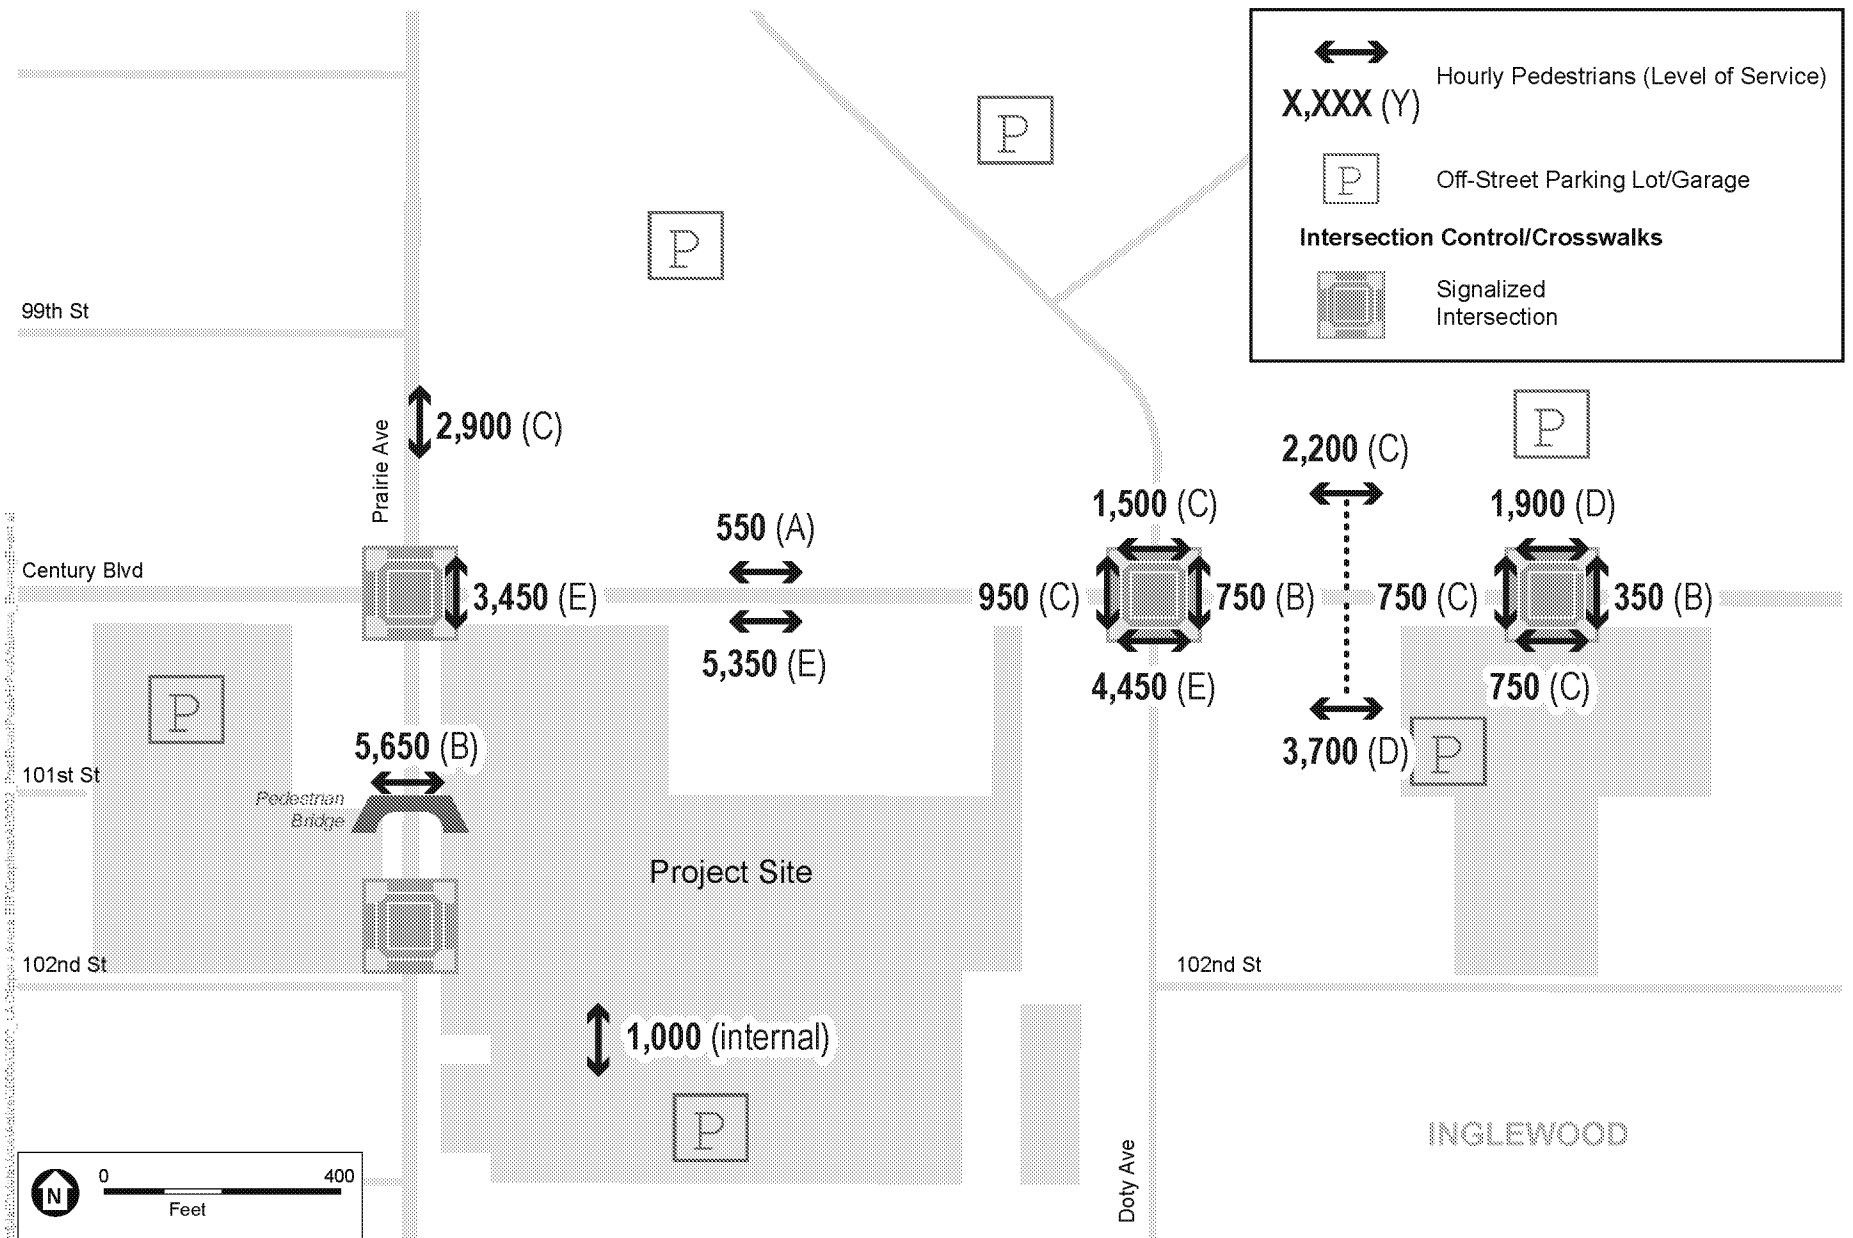 Hourly Pedestrians (Level of Service)
X,XXX (Y)
P
Off-Street Parking Lot/Garage
Intersection Control/Crosswalks
Signalized
Intersection
P
P
99th St
Prairie Ave
2,900 (C)
P
2,200 (C)
550 (A)
1,500 (C)
1,900 (D)
Century Blvd
3,450 (E)
950 (C)
750 (B)
750 (C)
350 (B)
5,350 (E)
4,450 (E)
750 (C)
P
5,650 (B)
3,700 (D)
P
101st St
Pedestrian
Bridge
Project Site
102nd St
102nd St
1,000 (internal)
P
INGLEWOOD
Doty Ave
N
0
400
Feet